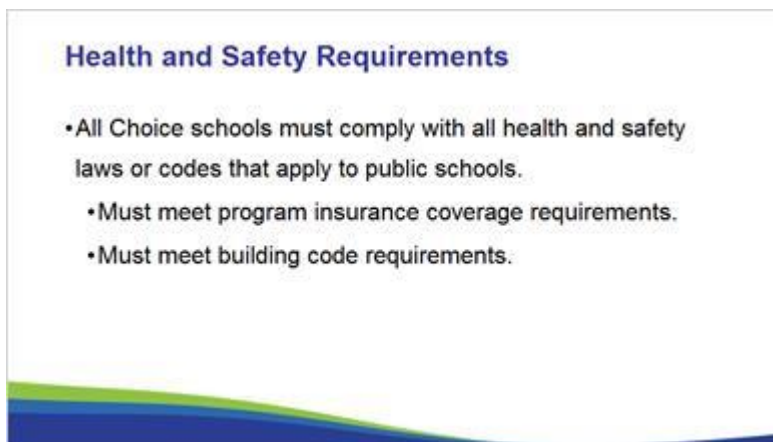 Health and Safety Requirements
•All Choice schools must comply with all health and safety
laws or codes that apply to public schools.
•Must meet program insurance coverage requirements.
•Must meet building code requirements.